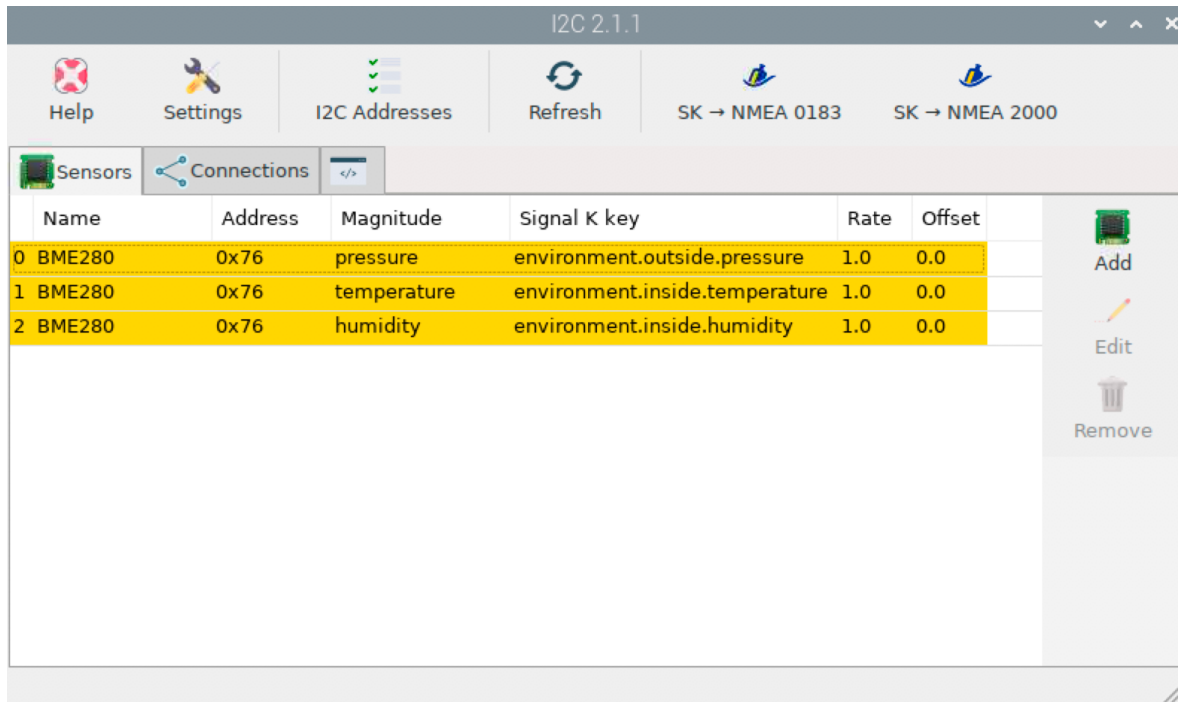 I2C 2.1.1
Help Settings I2C Addresses Refresh SK → NMEA 0183 SK → NMEA 2000
Sensors Connections </>
Name Address Magnitude Signal K key Rate Offset
0 BME280 0x76 pressure environment.outside.pressure 1.0 0.0
1 BME280 0x76 temperature environment.inside.temperature 1.0 0.0
2 BME280 0x76 humidity environment.inside.humidity 1.0 0.0
Add
Edit
Remove